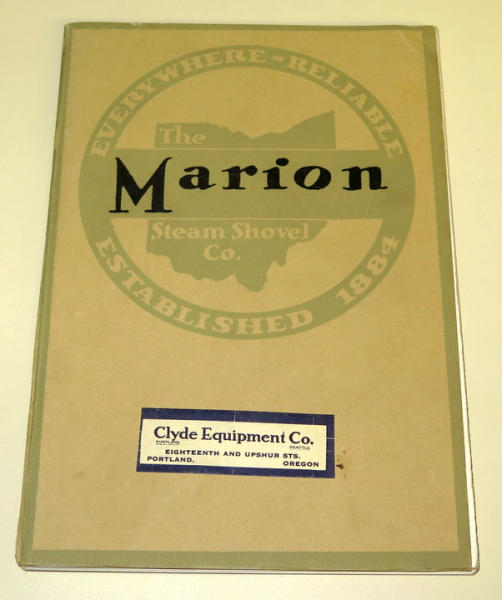 EVERYWHERE - RELIABLE
The
Marion
Steam Shovel
Co.
ESTABLISHED 1884
Clyde Equipment Co.
PORTLAND SEATTLE
EIGHTEENTH AND UPSHUR STS.
PORTLAND, OREGON